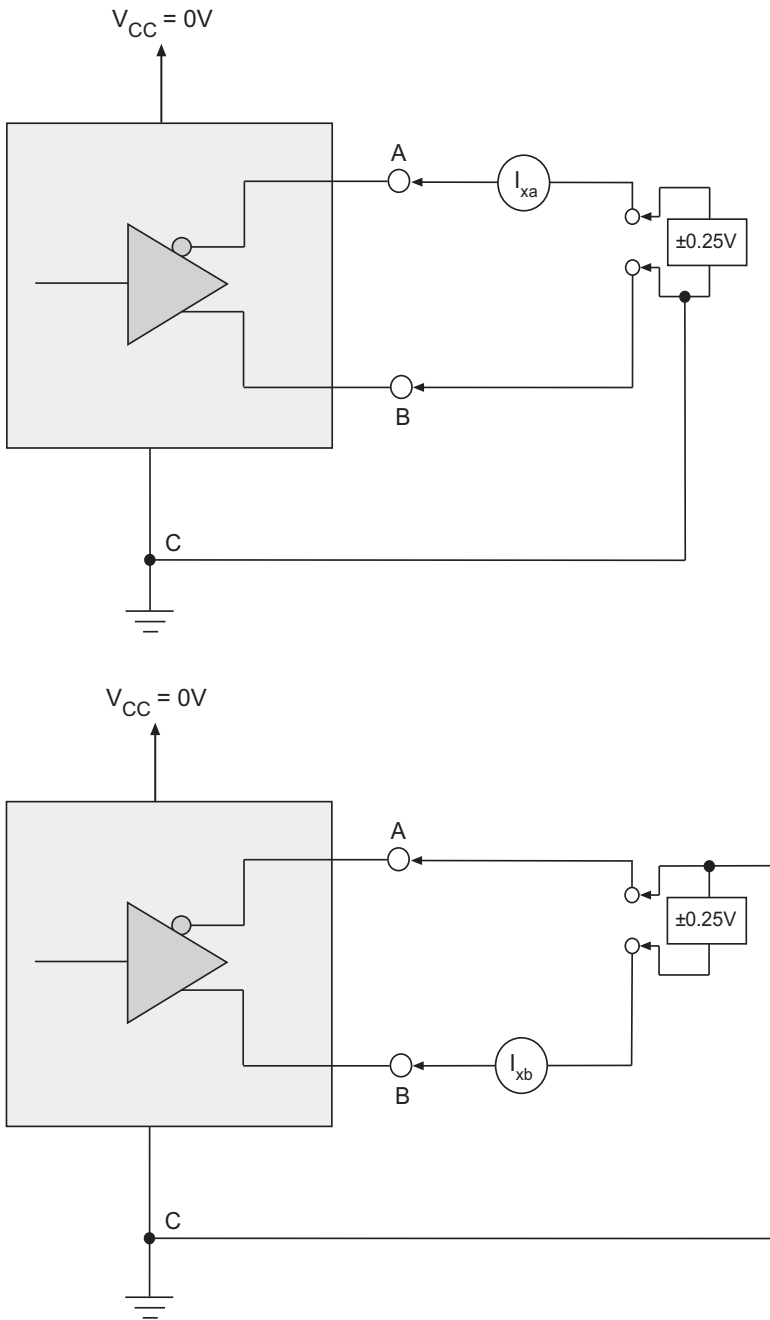 V_CC = 0V
A
I_xa
±0.25V
B
C
V_CC = 0V
A
±0.25V
I_xb
B
C